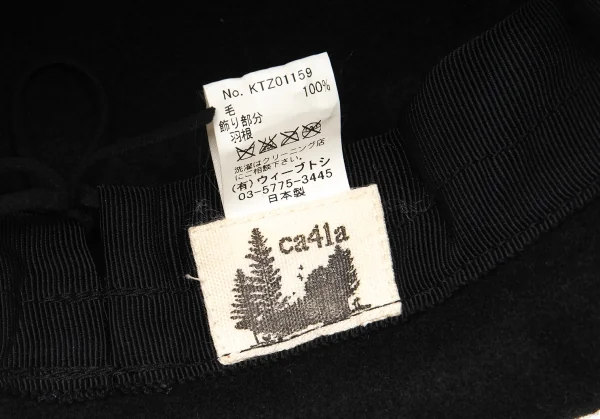 No. KTZ01159
毛 100%
飾り部分
羽根
洗濯はクリーニング店
にご相談下さい。
(有)ウィーブトシ
03-5775-3445
日本製
ca4la